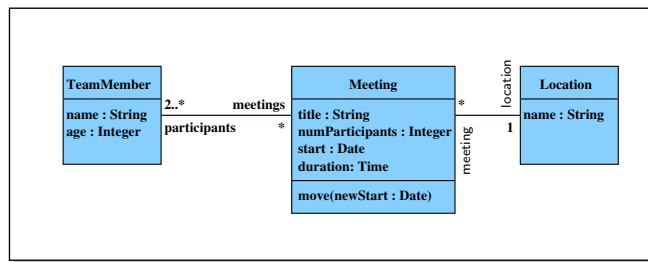 TeamMember
name : String
age : Integer
2..*
participants
meetings
*
Meeting
title : String
numParticipants : Integer
start : Date
duration: Time
move(newStart : Date)
*
meeting
location
1
Location
name : String